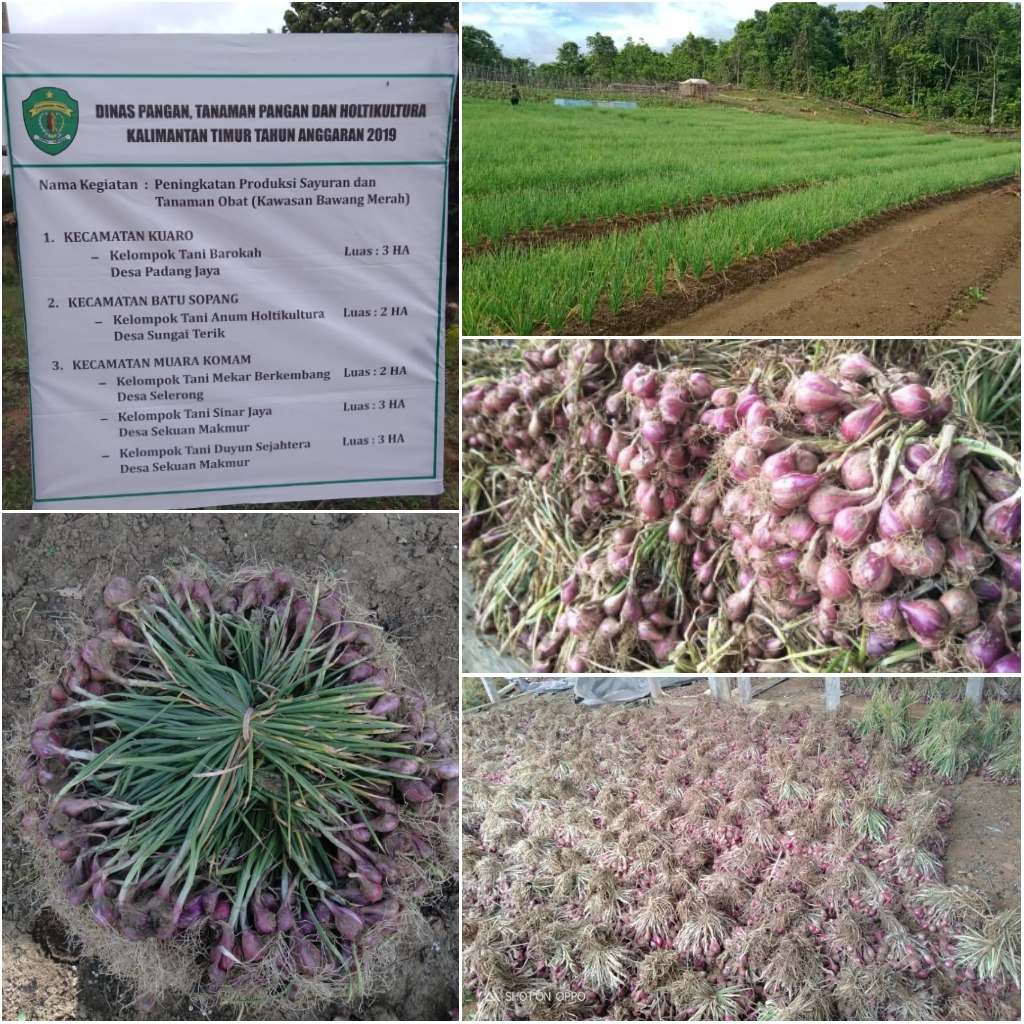 DINAS PANGAN, TANAMAN PANGAN DAN HOLTIKULTURA
KALIMANTAN TIMUR TAHUN ANGGARAN 2019
Nama Kegiatan : Peningkatan Produksi Sayuran dan
Tanaman Obat (Kawasan Bawang Merah)
1. KECAMATAN KUARO
– Kelompok Tani Barokah Luas : 3 HA
Desa Padang Jaya
2. KECAMATAN BATU SOPANG
– Kelompok Tani Anum Holtikultura Luas : 2 HA
Desa Sungai Terik
3. KECAMATAN MUARA KOMAM
– Kelompok Tani Mekar Berkembang Luas : 2 HA
Desa Selerong
– Kelompok Tani Sinar Jaya Luas : 3 HA
Desa Sekuan Makmur
– Kelompok Tani Duyun Sejahtera Luas : 3 HA
Desa Sekuan Makmur
SHOT ON OPPO